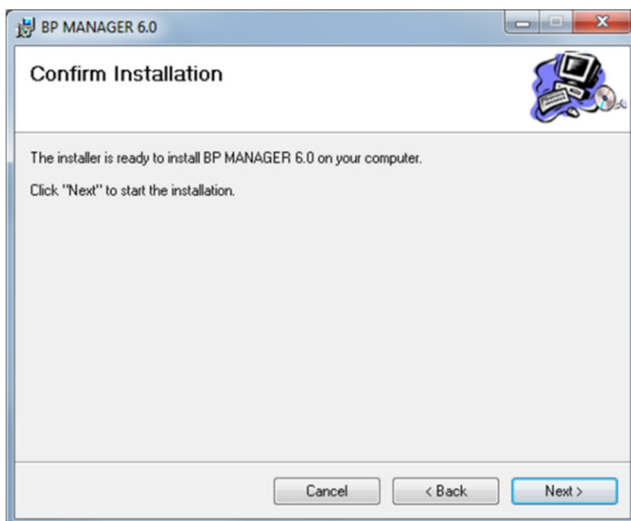 BP MANAGER 6.0
Confirm Installation
The installer is ready to install BP MANAGER 6.0 on your computer.
Click "Next" to start the installation.
Cancel
< Back
Next >